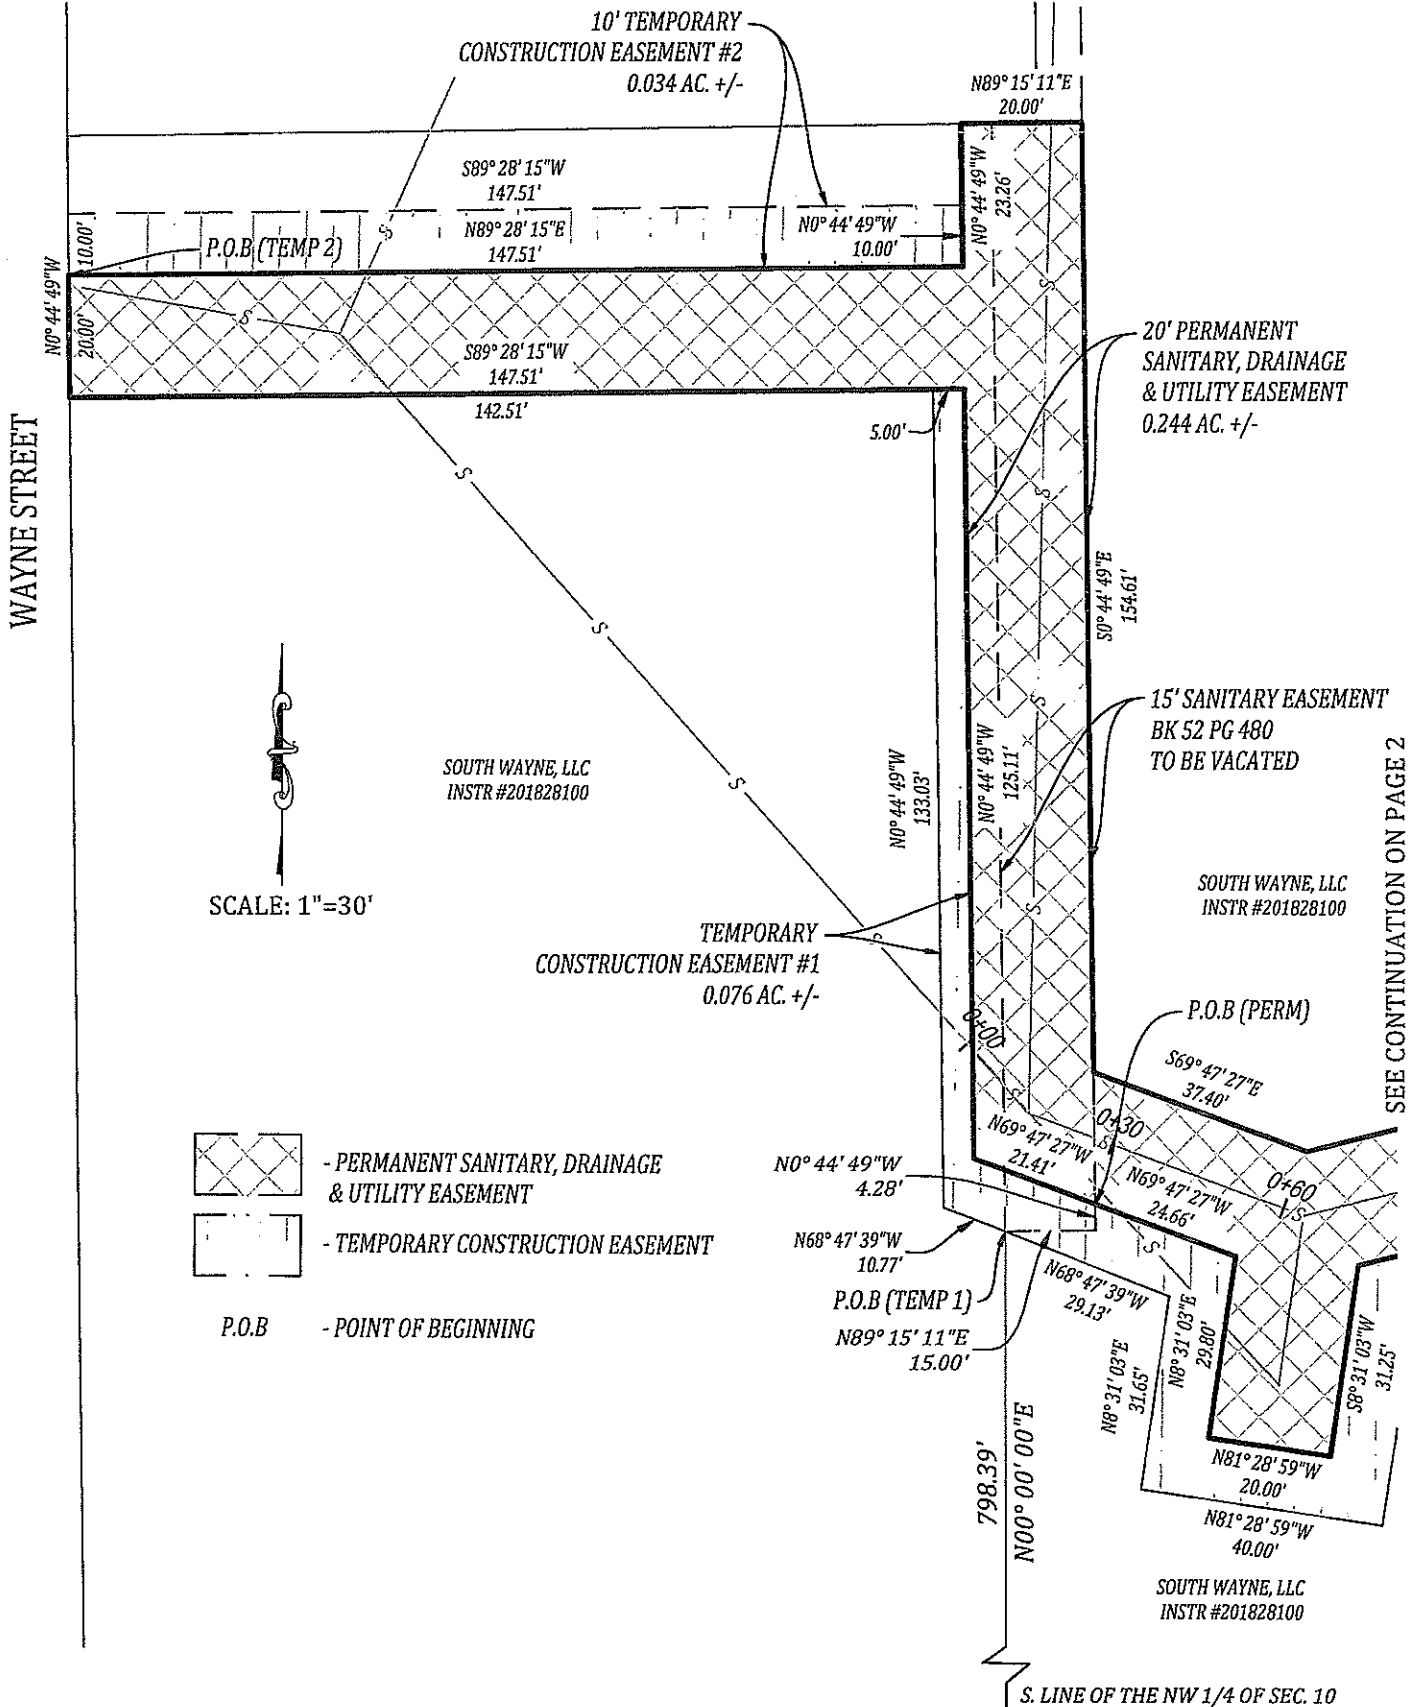 10' TEMPORARY
CONSTRUCTION EASEMENT #2
0.034 AC. +/-
N89° 15' 11"E
20.00'
S89° 28' 15"W
147.51'
N0° 44' 49"W
23.26'
N89° 28' 15"E
147.51'
N0° 44' 49"W
10.00'
P.O.B (TEMP 2)
10.00'
S
N0° 44' 49"W
20.00'
S
S
S89° 28' 15"W
147.51'
142.51'
5.00'
20' PERMANENT
SANITARY, DRAINAGE
& UTILITY EASEMENT
0.244 AC. +/-
WAYNE STREET
S
S
S
S0° 44' 49"E
154.61'
15' SANITARY EASEMENT
BK 52 PG 480
TO BE VACATED
S
S
SOUTH WAYNE, LLC
INSTR #201828100
N0° 44' 49"W
133.03'
N0° 44' 49"W
125.11'
SEE CONTINUATION ON PAGE 2
SCALE: 1"=30'
SOUTH WAYNE, LLC
INSTR #201828100
S
S
TEMPORARY
CONSTRUCTION EASEMENT #1
0.076 AC. +/-
P.O.B (PERM)
0+00
S69° 47' 27"E
37.40'
S
0+30
S
N69° 47' 27"W
21.41'
- PERMANENT SANITARY, DRAINAGE
& UTILITY EASEMENT
N0° 44' 49"W
4.28'
N69° 47' 27"W
24.66'
0+60
S
S
- TEMPORARY CONSTRUCTION EASEMENT
N68° 47' 39"W
10.77'
N68° 47' 39"W
29.13'
P.O.B (TEMP 1)
N89° 15' 11"E
15.00'
P.O.B - POINT OF BEGINNING
N8° 31' 03"E
31.65'
N8° 31' 03"E
29.80'
S8° 31' 03"W
31.25'
N81° 28' 59"W
20.00'
N81° 28' 59"W
40.00'
798.39'
N00° 00' 00"E
SOUTH WAYNE, LLC
INSTR #201828100
S. LINE OF THE NW 1/4 OF SEC. 10